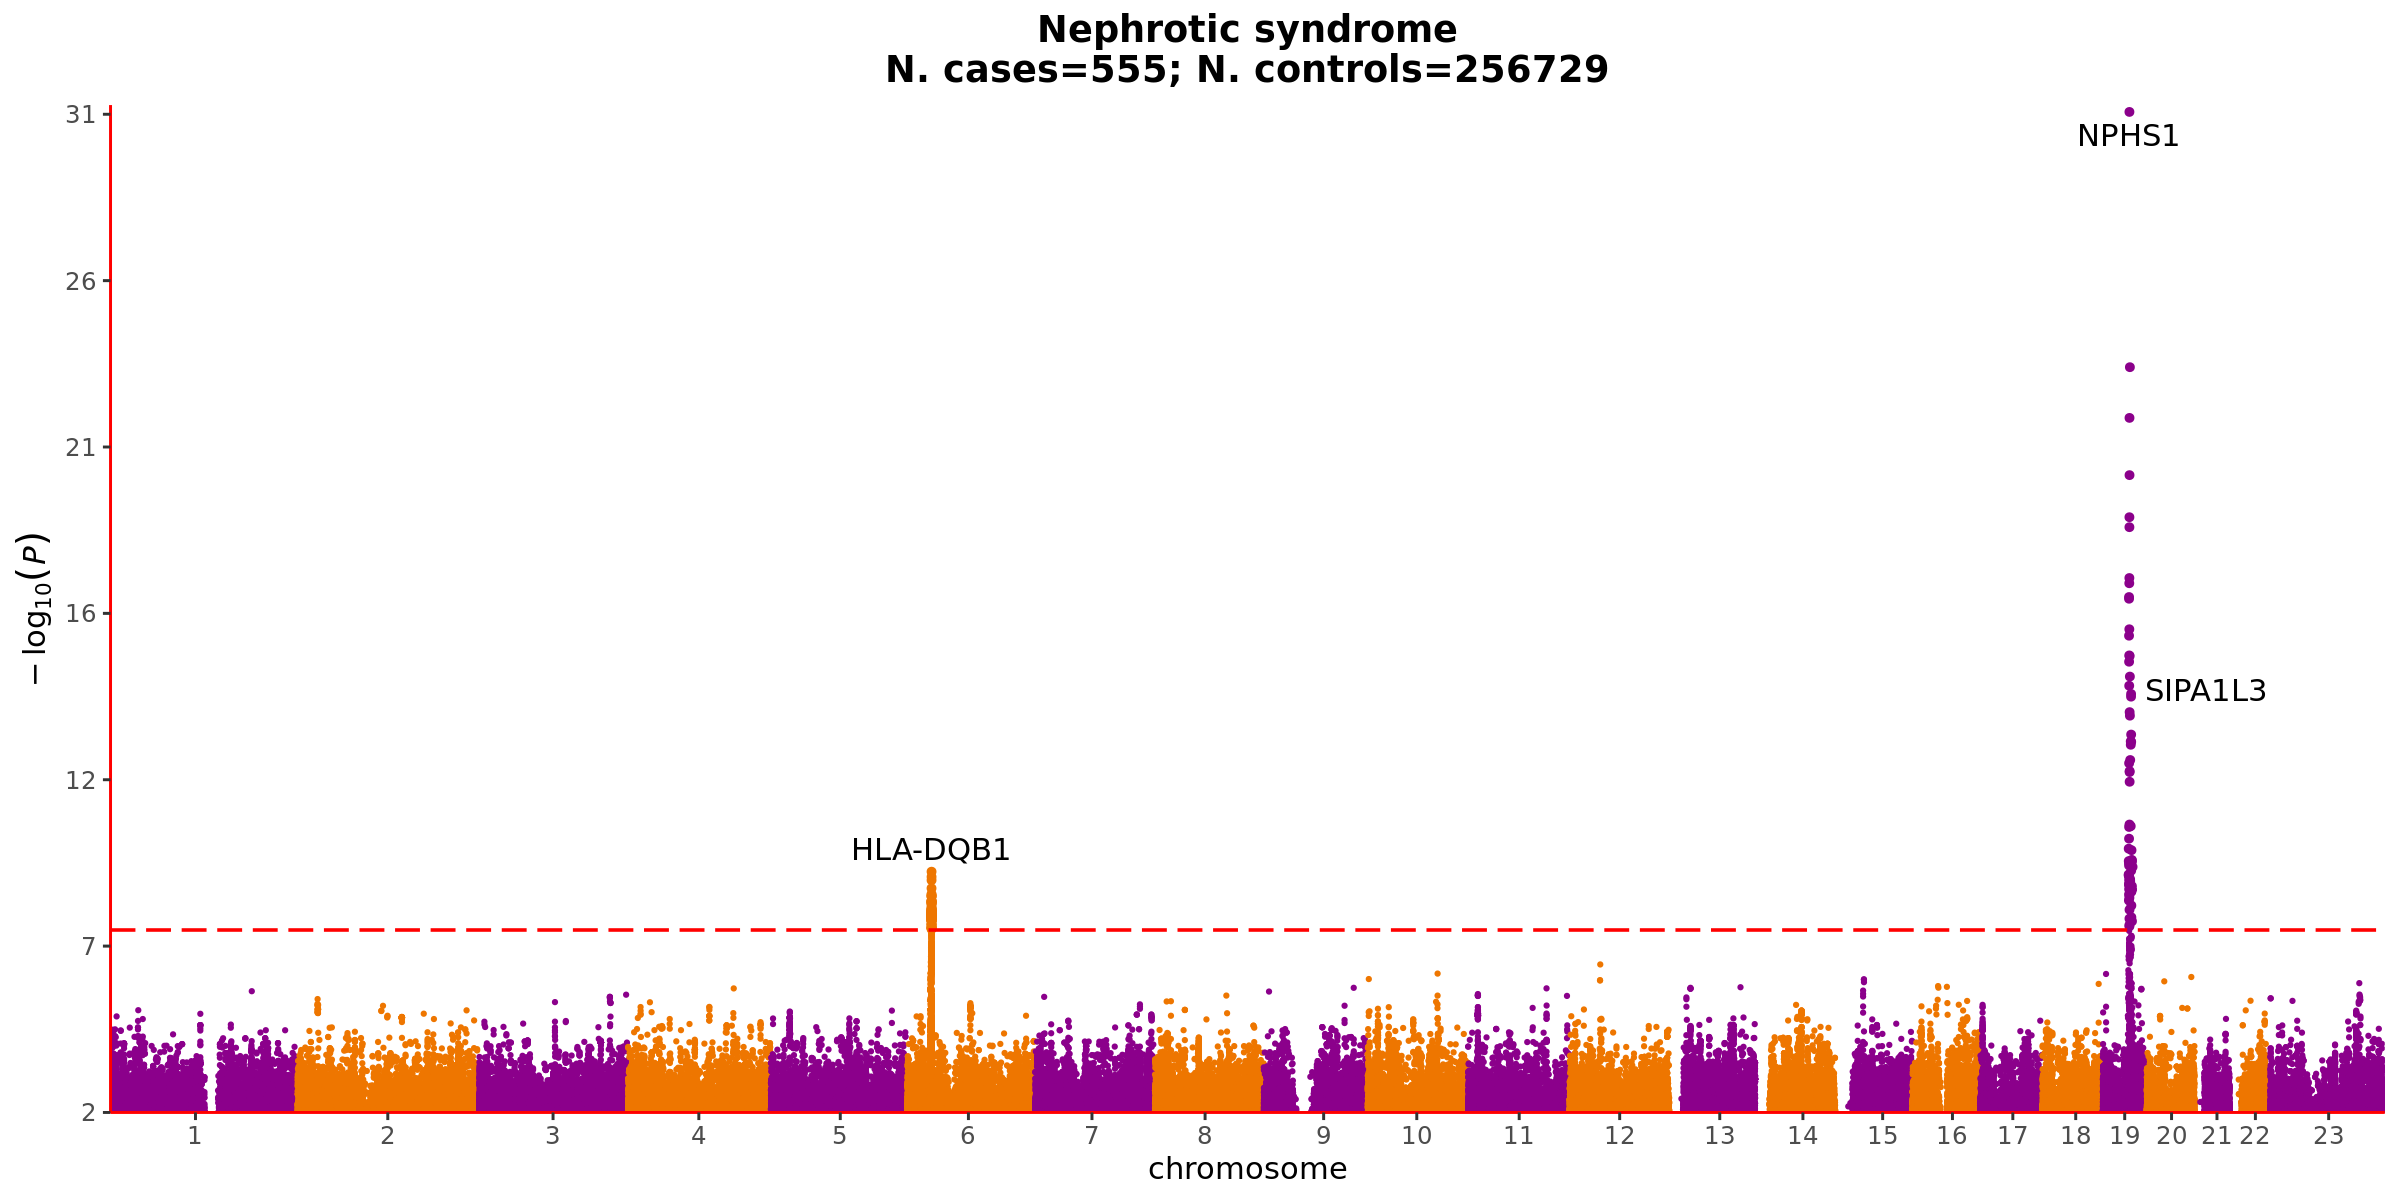 Nephrotic syndrome
N. cases=555; N. controls=256729
31
NPHS1
26
21
16
SIPA1L3
12
HLA-DQB1
7
2
− log10(P)
1 2 3 4 5 6 7 8 9 10 11 12 13 14 15 16 17 18 19 20 21 22 23
chromosome